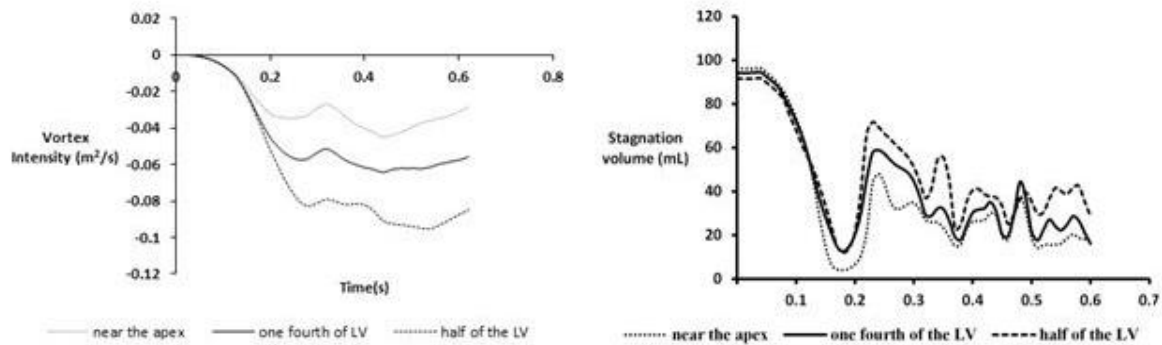 0.02
0
-0.02
-0.04
-0.06
-0.08
-0.1
-0.12
0
0.2
0.4
0.6
0.8
Vortex
Intensity (m²/s)
Time(s)
near the apex
one fourth of LV
half of the LV
120
100
80
60
40
20
0
Stagnation
volume (mL)
0.1
0.2
0.3
0.4
0.5
0.6
0.7
near the apex
one fourth of the LV
half of the LV